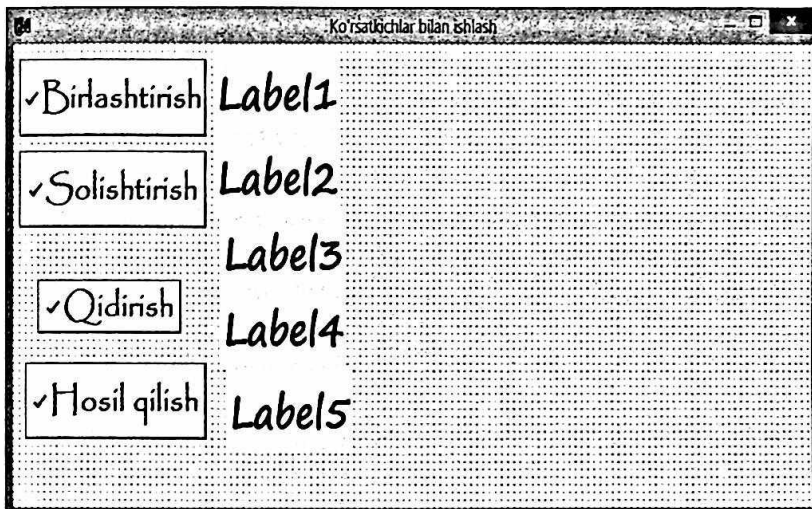 Ko'rsatkichlar bilan ishlash
✓Birlashtirish
Label1
✓Solishtirish
Label2
Label3
✓Qidirish
Label4
✓Hosil qilish
Label5